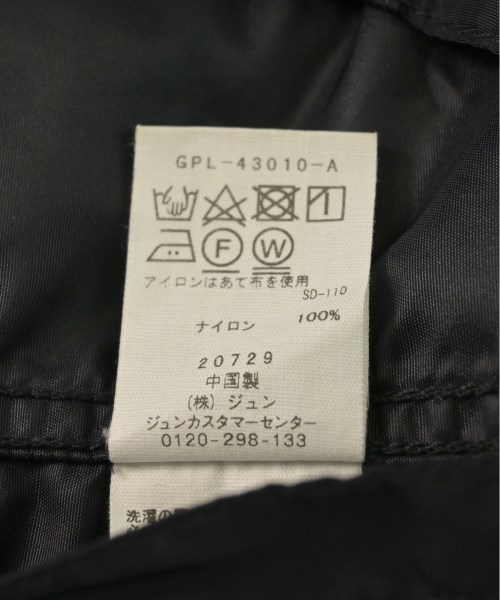 GPL-43010-A
F W
アイロンはあて布を使用
SD-110
ナイロン 100%
20729
中国製
(株) ジュン
ジュンカスタマーセンター
0120-298-133
洗濯の